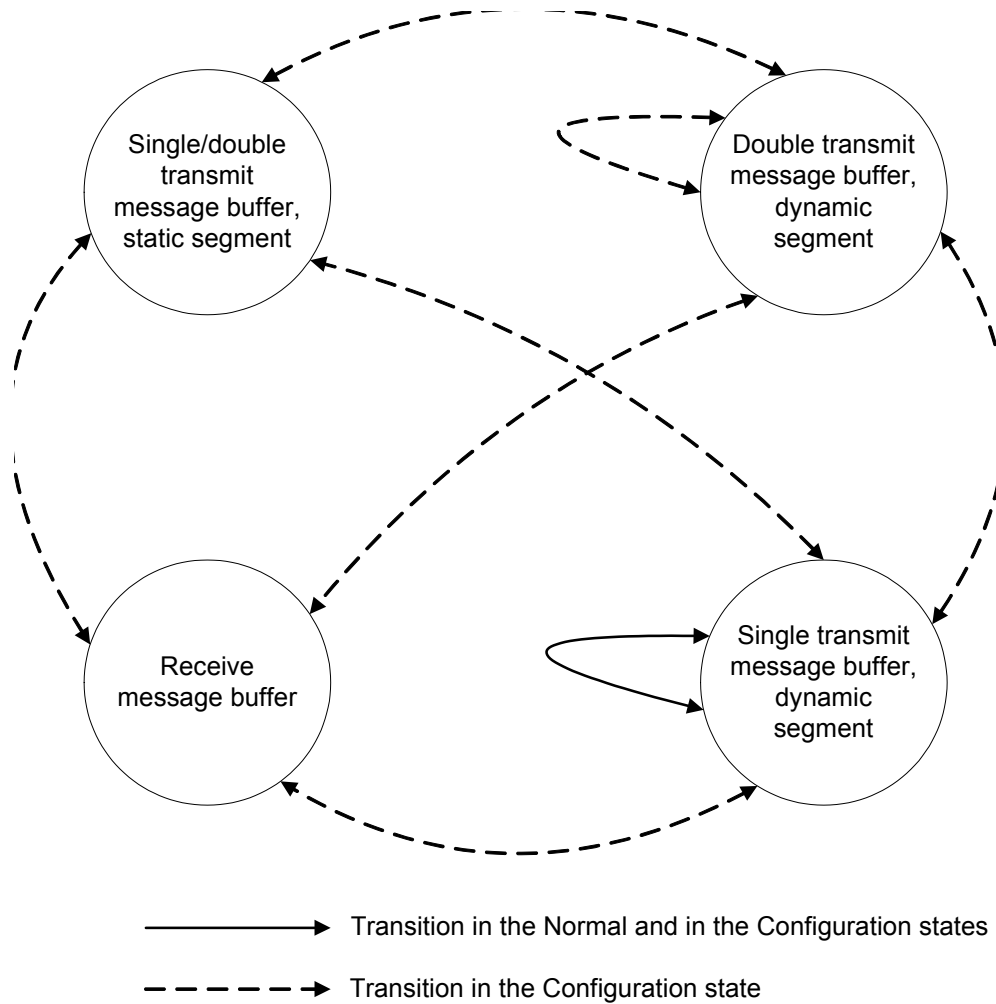 Single/double
transmit
message buffer,
static segment
Double transmit
message buffer,
dynamic
segment
Receive
message buffer
Single transmit
message buffer,
dynamic
segment
Transition in the Normal and in the Configuration states
Transition in the Configuration state